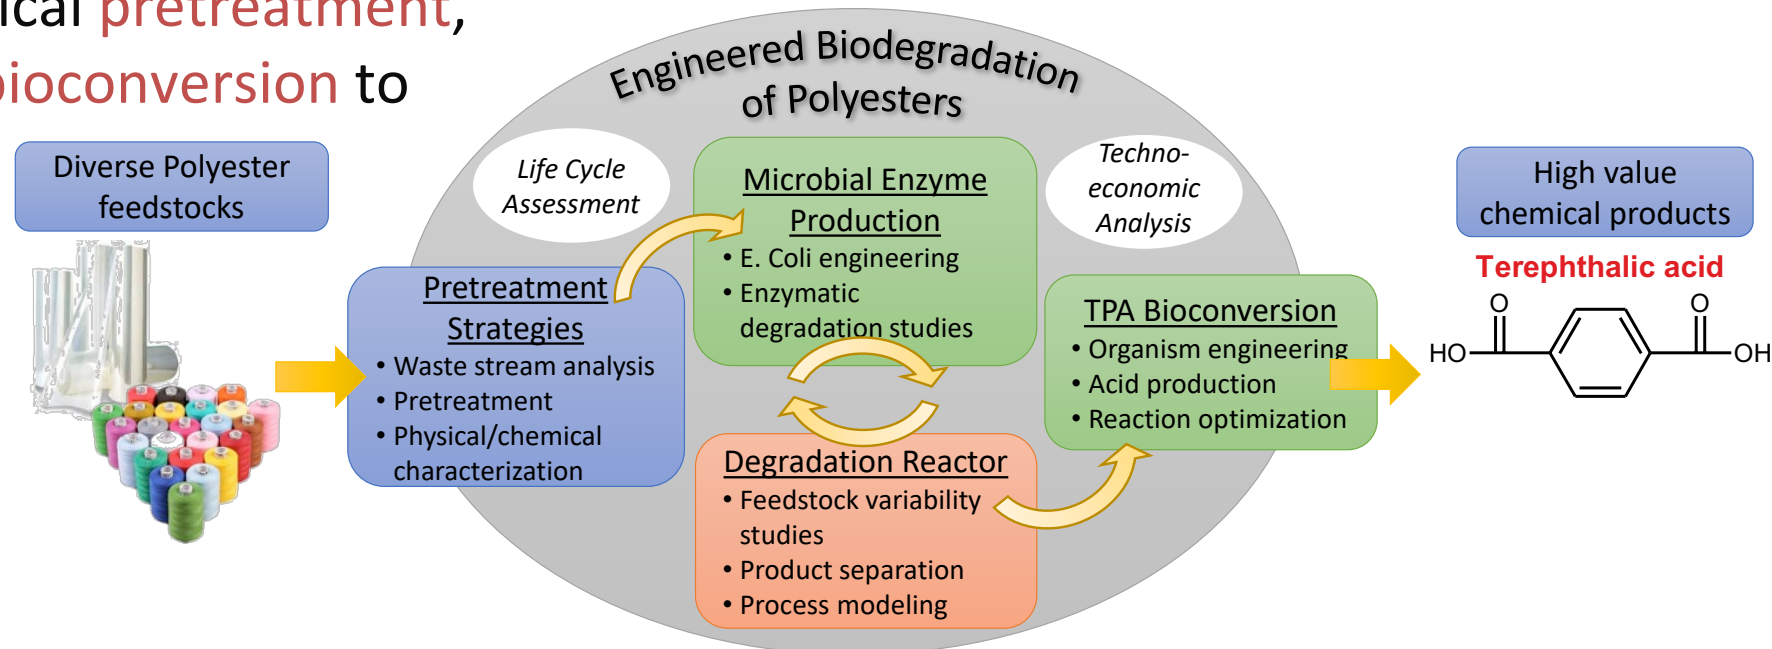 ical pretreatment,
bioconversion to
Engineered Biodegradation
of Polyesters
Diverse Polyester
feedstocks
Life Cycle
Assessment
Pretreatment
Strategies
• Waste stream analysis
• Pretreatment
• Physical/chemical
characterization
Microbial Enzyme
Production
• E. Coli engineering
• Enzymatic
degradation studies
Degradation Reactor
• Feedstock variability
studies
• Product separation
• Process modeling
Techno-
economic
Analysis
TPA Bioconversion
• Organism engineering
• Acid production
• Reaction optimization
High value
chemical products
Terephthalic acid
O
O
HO
OH